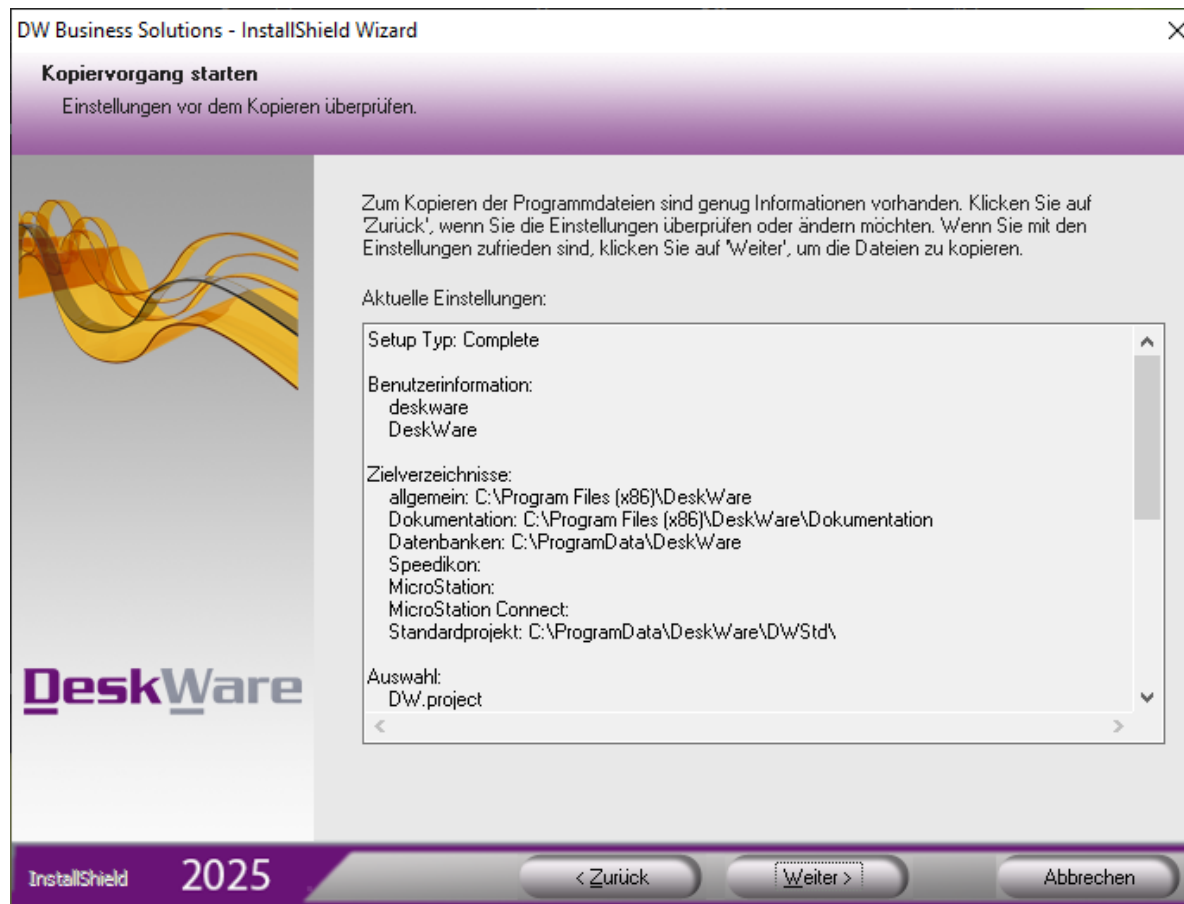 DW Business Solutions - InstallShield Wizard
Kopiervorgang starten
Einstellungen vor dem Kopieren überprüfen.
Zum Kopieren der Programmdateien sind genug Informationen vorhanden. Klicken Sie auf
'Zurück', wenn Sie die Einstellungen überprüfen oder ändern möchten. Wenn Sie mit den
Einstellungen zufrieden sind, klicken Sie auf 'Weiter', um die Dateien zu kopieren.
Aktuelle Einstellungen:
Setup Typ: Complete
Benutzerinformation:
deskware
DeskWare
Zielverzeichnisse:
allgemein: C:\Program Files (x86)\DeskWare
Dokumentation: C:\Program Files (x86)\DeskWare\Dokumentation
Datenbanken: C:\ProgramData\DeskWare
Speedikon:
MicroStation:
MicroStation Connect:
Standardprojekt: C:\ProgramData\DeskWare\DWStd\
Auswahl:
DW.project
DeskWare
InstallShield 2025
< Zurück
Weiter >
Abbrechen